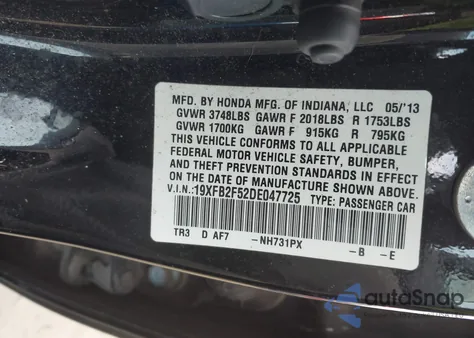 MFD. BY HONDA MFG. OF INDIANA, LLC 05/'13
GVWR 3748LBS GAWR F 2018LBS R 1753LBS
GVWR 1700KG GAWR F 915KG R 795KG
THIS VEHICLE CONFORMS TO ALL APPLICABLE
FEDERAL MOTOR VEHICLE SAFETY, BUMPER,
AND THEFT PREVENTION STANDARDS IN EFFECT
ON THE DATE OF MANUFACTURE SHOWN ABOVE.
V.I.N.: 19XFB2F52DE047725 TYPE: PASSENGER CAR
TR3 D AF7 -NH731PX -B -E
autoSnap